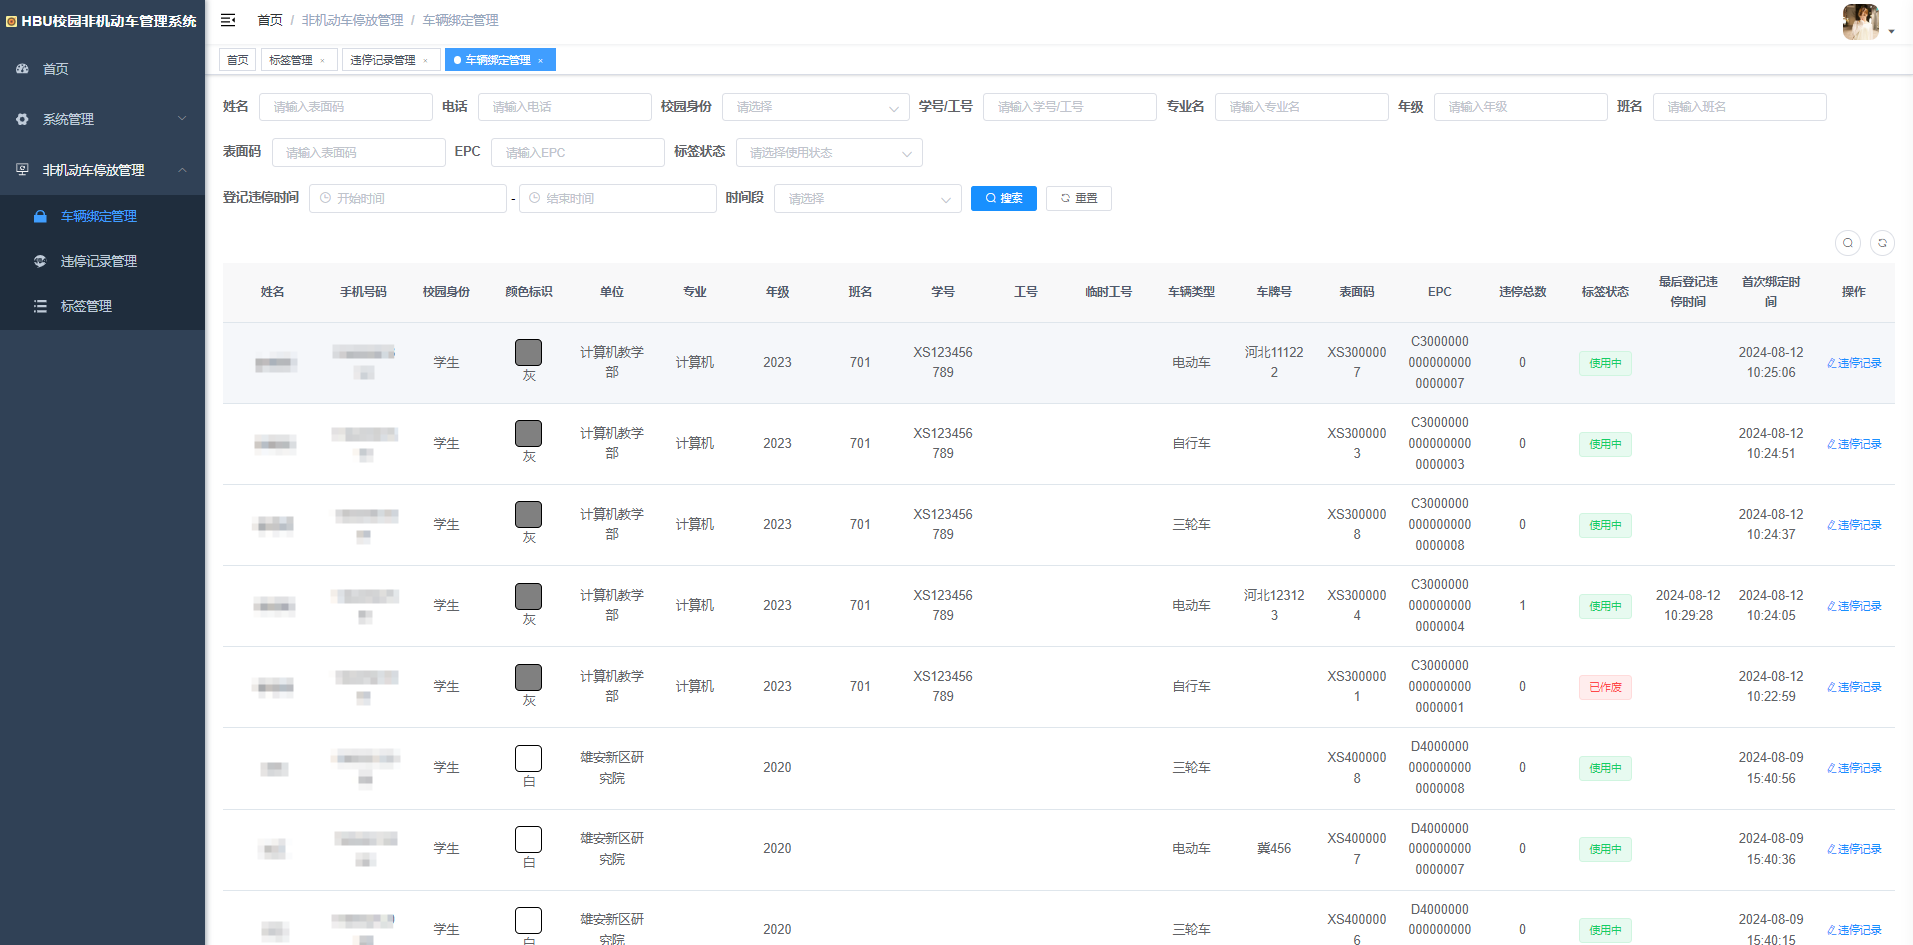 HBU校园非机动车管理系统
首页 / 非机动车停放管理 / 车辆绑定管理
首页
系统管理
非机动车停放管理
车辆绑定管理
违停记录管理
标签管理
首页 标签管理 × 违停记录管理 × 车辆绑定管理 ×
姓名 请输入表面码 电话 请输入电话 校园身份 请选择 学号/工号 请输入学号/工号 专业名 请输入专业名 年级 请输入年级 班名 请输入班名
表面码 请输入表面码 EPC 请输入EPC 标签状态 请选择使用状态
登记违停时间 开始时间 - 结束时间 时间段 请选择 搜索 重置
姓名 手机号码 校园身份 颜色标识 单位 专业 年级 班名 学号 工号 临时工号 车辆类型 车牌号 表面码 EPC 违停总数 标签状态 最后登记违停时间 首次绑定时间 操作
学生 灰 计算机教学部 计算机 2023 701 XS123456789 电动车 河北111222 XS3000007 C3000000000000000000007 0 使用中 2024-08-12 10:25:06 违停记录
学生 灰 计算机教学部 计算机 2023 701 XS123456789 自行车 XS3000003 C3000000000000000000003 0 使用中 2024-08-12 10:24:51 违停记录
学生 灰 计算机教学部 计算机 2023 701 XS123456789 三轮车 XS3000008 C3000000000000000000008 0 使用中 2024-08-12 10:24:37 违停记录
学生 灰 计算机教学部 计算机 2023 701 XS123456789 电动车 河北123123 XS3000004 C3000000000000000000004 1 使用中 2024-08-12 10:29:28 2024-08-12 10:24:05 违停记录
学生 灰 计算机教学部 计算机 2023 701 XS123456789 自行车 XS3000001 C3000000000000000000001 0 已作废 2024-08-12 10:22:59 违停记录
学生 白 雄安新区研究院 2020 三轮车 XS4000008 D4000000000000000000008 0 使用中 2024-08-09 15:40:56 违停记录
学生 白 雄安新区研究院 2020 电动车 冀456 XS4000007 D4000000000000000000007 0 使用中 2024-08-09 15:40:36 违停记录
学生 白 雄安新区研究院 2020 三轮车 XS4000006 D4000000000000000 0 使用中 2024-08-09 15:40:15 违停记录